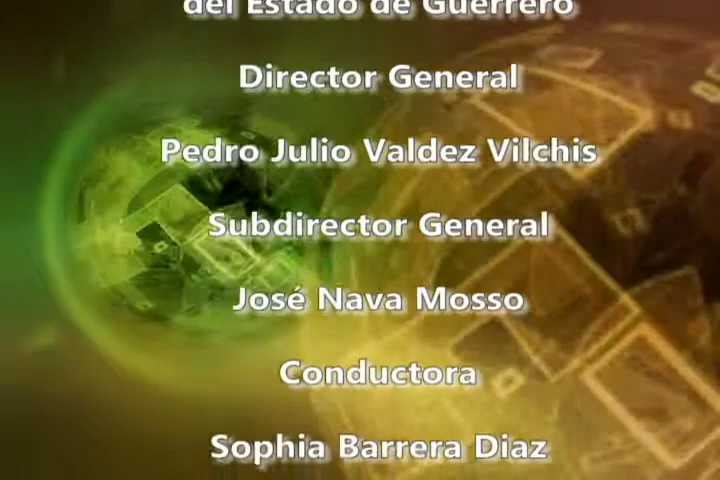 del Estado de Guerrero
Director General
Pedro Julio Valdez Vilchis
Subdirector General
José Nava Mosso
Conductora
Sophia Barrera Diaz